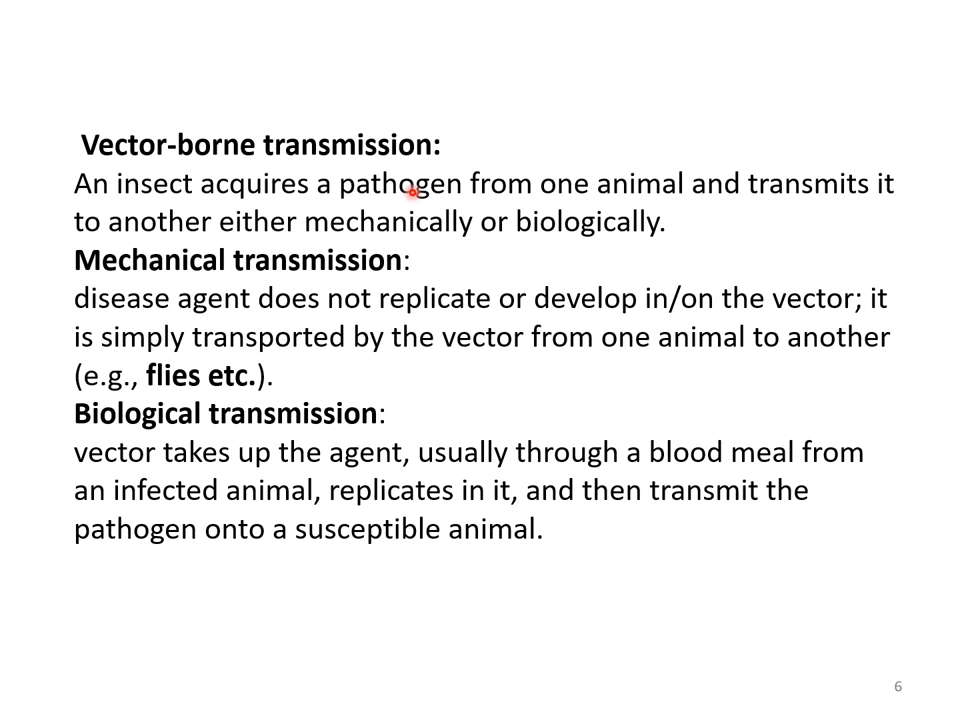 Vector-borne transmission:
An insect acquires a pathogen from one animal and transmits it
to another either mechanically or biologically.
Mechanical transmission:
disease agent does not replicate or develop in/on the vector; it
is simply transported by the vector from one animal to another
(e.g., flies etc.).
Biological transmission:
vector takes up the agent, usually through a blood meal from
an infected animal, replicates in it, and then transmit the
pathogen onto a susceptible animal.
6